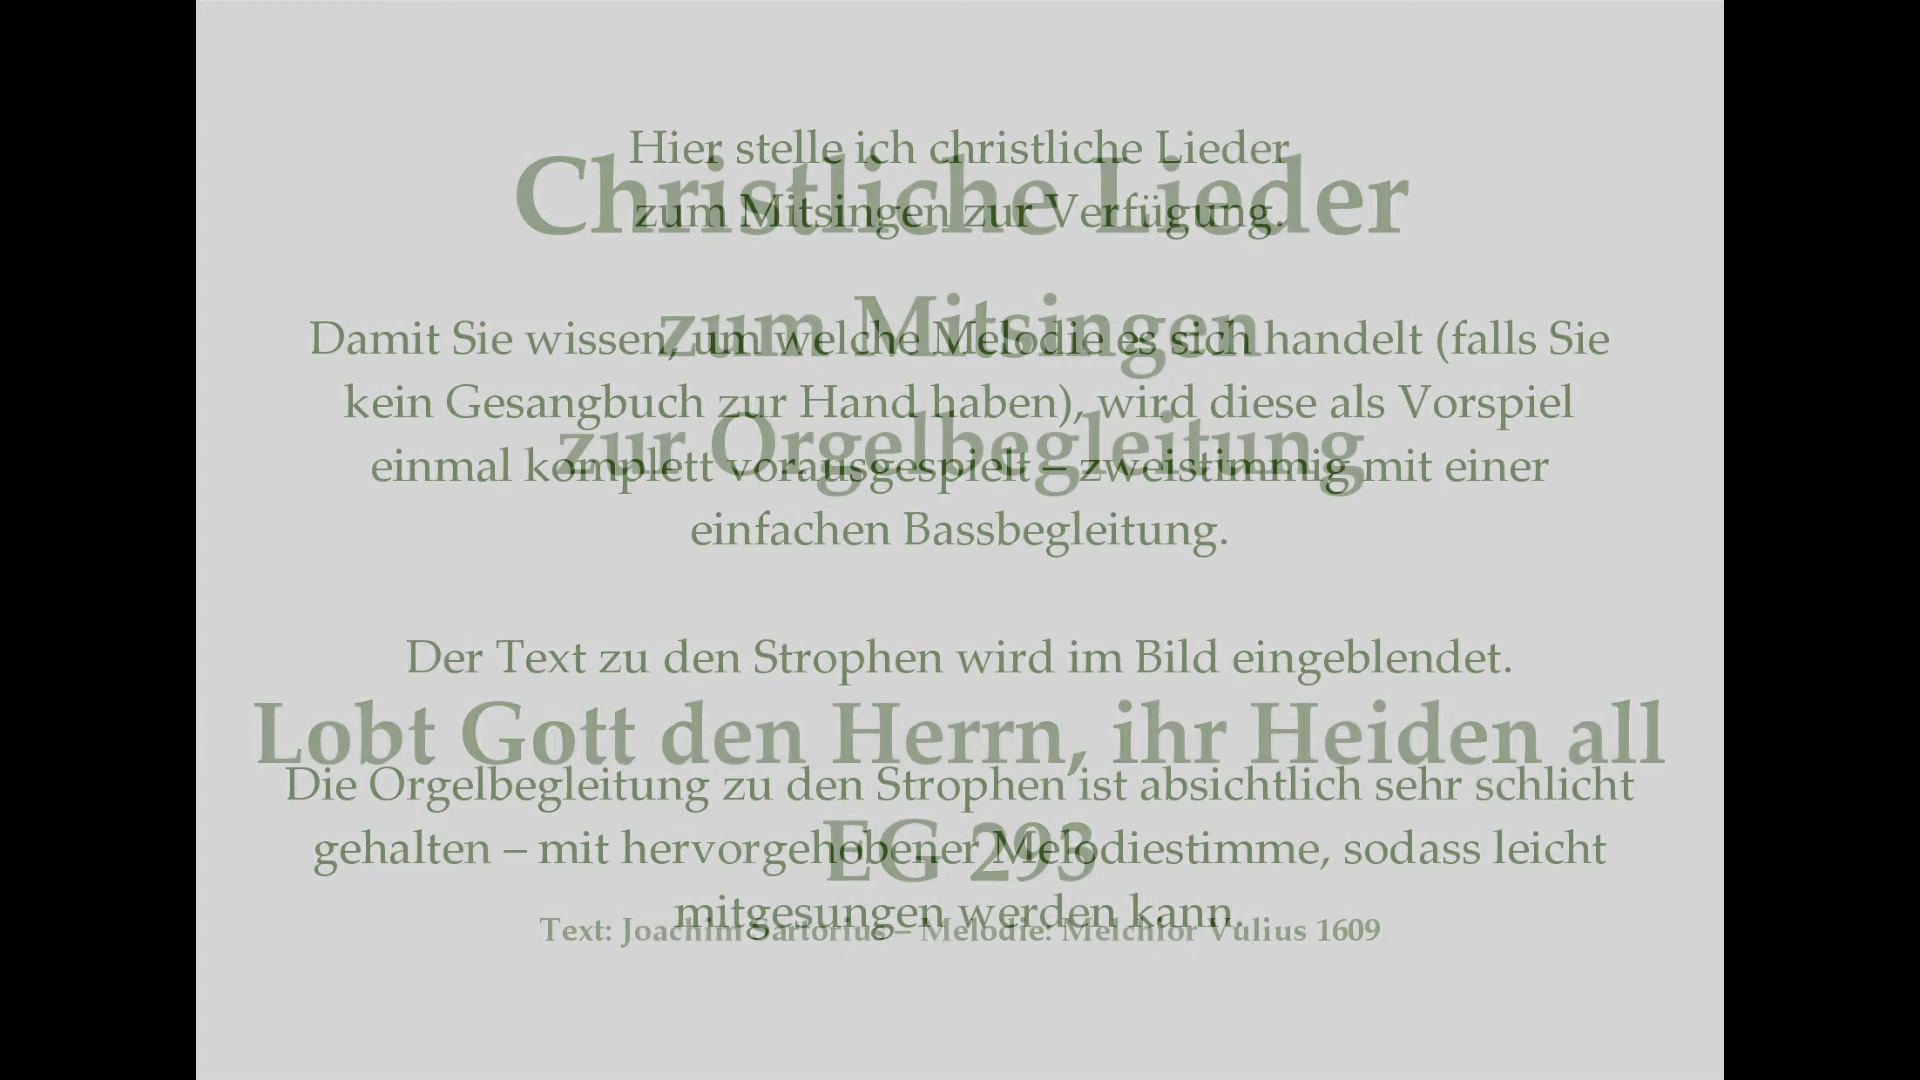 Christliche Lieder
zum Mitsingen
zur Orgelbegleitung
Lobt Gott den Herrn, ihr Heiden all
EG 293
Text: Joachim Sartorius – Melodie: Melchior Vulius 1609
Hier stelle ich christliche Lieder
zum Mitsingen zur Verfügung.
Damit Sie wissen, um welche Melodie es sich handelt (falls Sie
kein Gesangbuch zur Hand haben), wird diese als Vorspiel
einmal komplett vorausgespielt – zweistimmig mit einer
einfachen Bassbegleitung.
Der Text zu den Strophen wird im Bild eingeblendet.
Die Orgelbegleitung zu den Strophen ist absichtlich sehr schlicht
gehalten – mit hervorgehobener Melodiestimme, sodass leicht
mitgesungen werden kann.